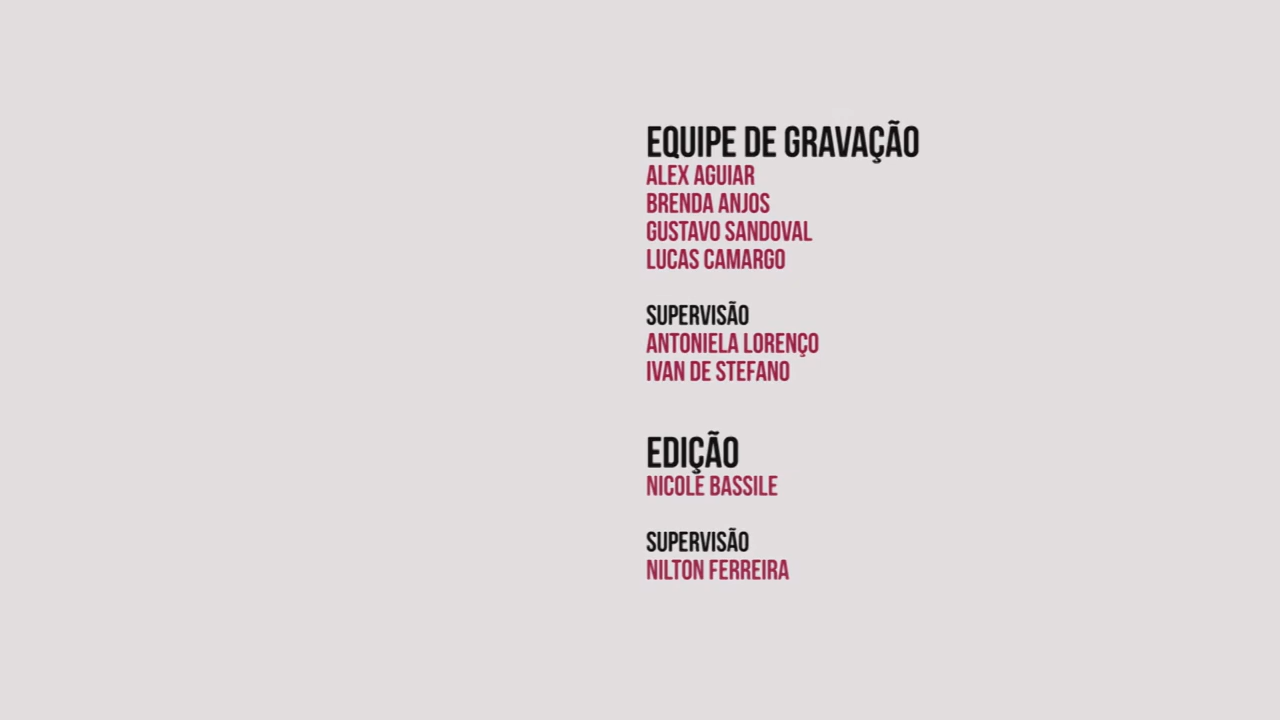 EQUIPE DE GRAVAÇÃO
ALEX AGUIAR
BRENDA ANJOS
GUSTAVO SANDOVAL
LUCAS CAMARGO
SUPERVISÃO
ANTONIELA LORENÇO
IVAN DE STEFANO
EDIÇÃO
NICOLE BASSILE
SUPERVISÃO
NILTON FERREIRA